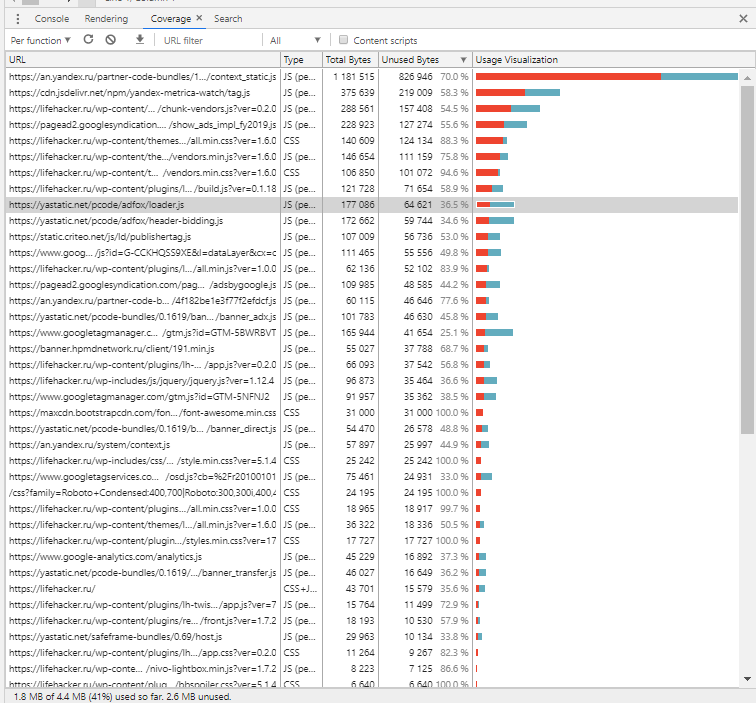 Console Rendering Coverage × Search
Per function ▼ URL filter All ▼ Content scripts
URL Type Total Bytes Unused Bytes ▼ Usage Visualization
https://an.yandex.ru/partner-code-bundles/1…/context_static.js JS (pe… 1 181 515 826 946 70.0 %
https://cdn.jsdelivr.net/npm/yandex-metrica-watch/tag.js JS (pe… 375 639 219 009 58.3 %
https://lifehacker.ru/wp-content/… /chunk-vendors.js?ver=0.2.0 JS (pe… 288 561 157 408 54.5 %
https://pagead2.googlesyndication.… /show_ads_impl_fy2019.js JS (pe… 228 923 127 274 55.6 %
https://lifehacker.ru/wp-content/themes… /all.min.css?ver=1.6.0 CSS 140 609 124 134 88.3 %
https://lifehacker.ru/wp-content/the… /vendors.min.js?ver=1.6.0 JS (pe… 146 654 111 159 75.8 %
https://lifehacker.ru/wp-content/t… /vendors.min.css?ver=1.6.0 CSS 106 850 101 072 94.6 %
https://lifehacker.ru/wp-content/plugins/l… /build.js?ver=0.1.18 JS (pe… 121 728 71 654 58.9 %
https://yastatic.net/pcode/adfox/loader.js JS (pe… 177 086 64 621 36.5 %
https://yastatic.net/pcode/adfox/header-bidding.js JS (pe… 172 662 59 744 34.6 %
https://static.criteo.net/js/ld/publishertag.js JS (pe… 107 009 56 736 53.0 %
https://www.goog… /js?id=G-CCKHQSS9XE&l=dataLayer&cx=c JS (pe… 111 465 55 556 49.8 %
https://lifehacker.ru/wp-content/plugins/l… /all.min.js?ver=1.0.0 JS (pe… 62 136 52 102 83.9 %
https://pagead2.googlesyndication.com/pag… /adsbygoogle.js JS (pe… 109 985 48 585 44.2 %
https://an.yandex.ru/partner-code-b… /4f182be1e3f77f2efdcf.js JS (pe… 60 115 46 646 77.6 %
https://yastatic.net/pcode-bundles/0.1619/ban… /banner_adx.js JS (pe… 101 783 46 630 45.8 %
https://www.googletagmanager.c… /gtm.js?id=GTM-5BWRBVT JS (pe… 165 944 41 654 25.1 %
https://banner.hpmdnetwork.ru/client/191.min.js JS (pe… 55 027 37 788 68.7 %
https://lifehacker.ru/wp-content/plugins/lh-… /app.js?ver=0.2.0 JS (pe… 66 093 37 542 56.8 %
https://lifehacker.ru/wp-includes/js/jquery/jquery.js?ver=1.12.4 JS (pe… 96 873 35 464 36.6 %
https://www.googletagmanager.com/gtm.js?id=GTM-5NFNJ2 JS (pe… 91 957 35 362 38.5 %
https://maxcdn.bootstrapcdn.com/fon… /font-awesome.min.css CSS 31 000 31 000 100.0 %
https://yastatic.net/pcode-bundles/0.1619/b… /banner_direct.js JS (pe… 54 470 26 578 48.8 %
https://an.yandex.ru/system/context.js JS (pe… 57 897 25 997 44.9 %
https://lifehacker.ru/wp-includes/css/… /style.min.css?ver=5.1.4 CSS 25 242 25 242 100.0 %
https://www.googletagservices.co… /osd.js?cb=%2Fr20100101 JS (pe… 75 461 24 931 33.0 %
/css?family=Roboto+Condensed:400,700|Roboto:300,300i,400,4 CSS 24 195 24 195 100.0 %
https://lifehacker.ru/wp-content/plugins… /all.min.css?ver=1.0.0 CSS 18 965 18 917 99.7 %
https://lifehacker.ru/wp-content/themes/l… /all.min.js?ver=1.6.0 JS (pe… 36 322 18 336 50.5 %
https://lifehacker.ru/wp-content/plugin… /styles.min.css?ver=17 CSS 17 727 17 727 100.0 %
https://www.google-analytics.com/analytics.js JS (pe… 45 229 16 892 37.3 %
https://yastatic.net/pcode-bundles/0.1619/… /banner_transfer.js JS (pe… 46 027 16 649 36.2 %
https://lifehacker.ru/ CSS+J… 43 701 15 579 35.6 %
https://lifehacker.ru/wp-content/plugins/lh-twis… /app.js?ver=7 JS (pe… 15 764 11 499 72.9 %
https://lifehacker.ru/wp-content/plugins/re… /front.js?ver=1.7.2 JS (pe… 18 193 10 530 57.9 %
https://yastatic.net/safeframe-bundles/0.69/host.js JS (pe… 29 963 10 134 33.8 %
https://lifehacker.ru/wp-content/plugins/lh… /app.css?ver=0.2.0 CSS 11 264 9 267 82.3 %
https://lifehacker.ru/wp-conte… /nivo-lightbox.min.js?ver=1.7.2 JS (pe… 8 223 7 125 86.6 %
https://lifehacker.ru/wp-content/plug… /bbspoiler.css?ver=5.1.4 CSS 6 640 6 640 100.0 %
1.8 MB of 4.4 MB (41%) used so far. 2.6 MB unused.